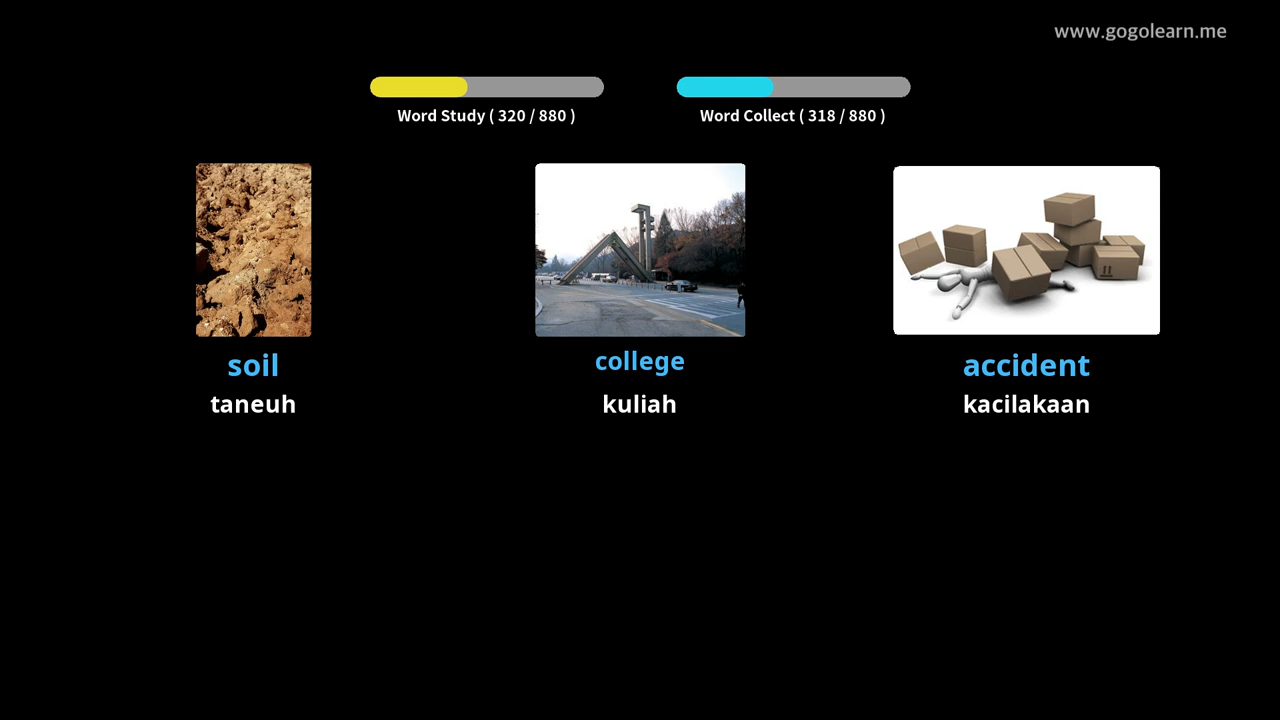 www.gogolearn.me
Word Study ( 320 / 880 )
Word Collect ( 318 / 880 )
soil
college
accident
taneuh
kuliah
kacilakaan